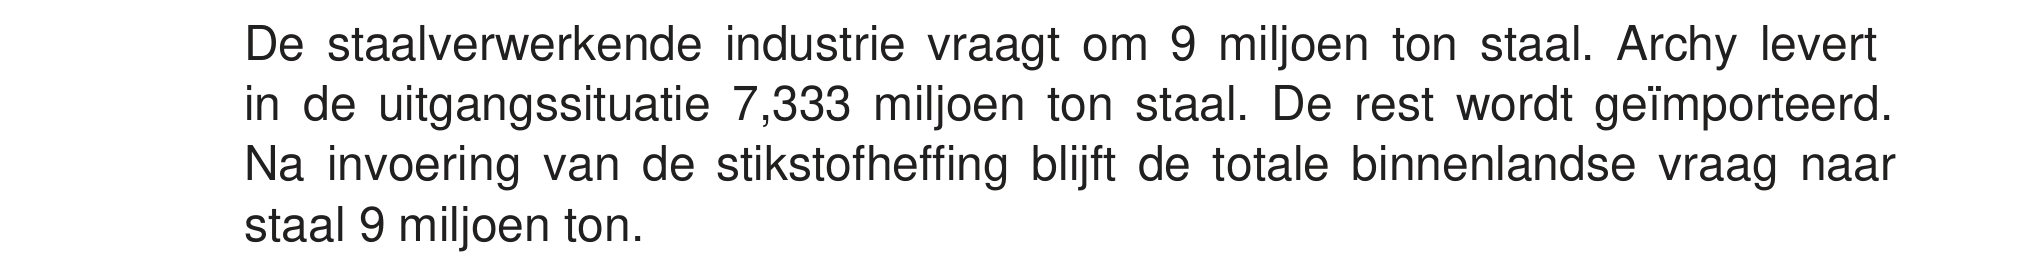 De staalverwerkende industrie vraagt om 9 miljoen ton staal. Archy levert
in de uitgangssituatie 7,333 miljoen ton staal. De rest wordt geïmporteerd.
Na invoering van de stikstofheffing blijft de totale binnenlandse vraag naar
staal 9 miljoen ton.